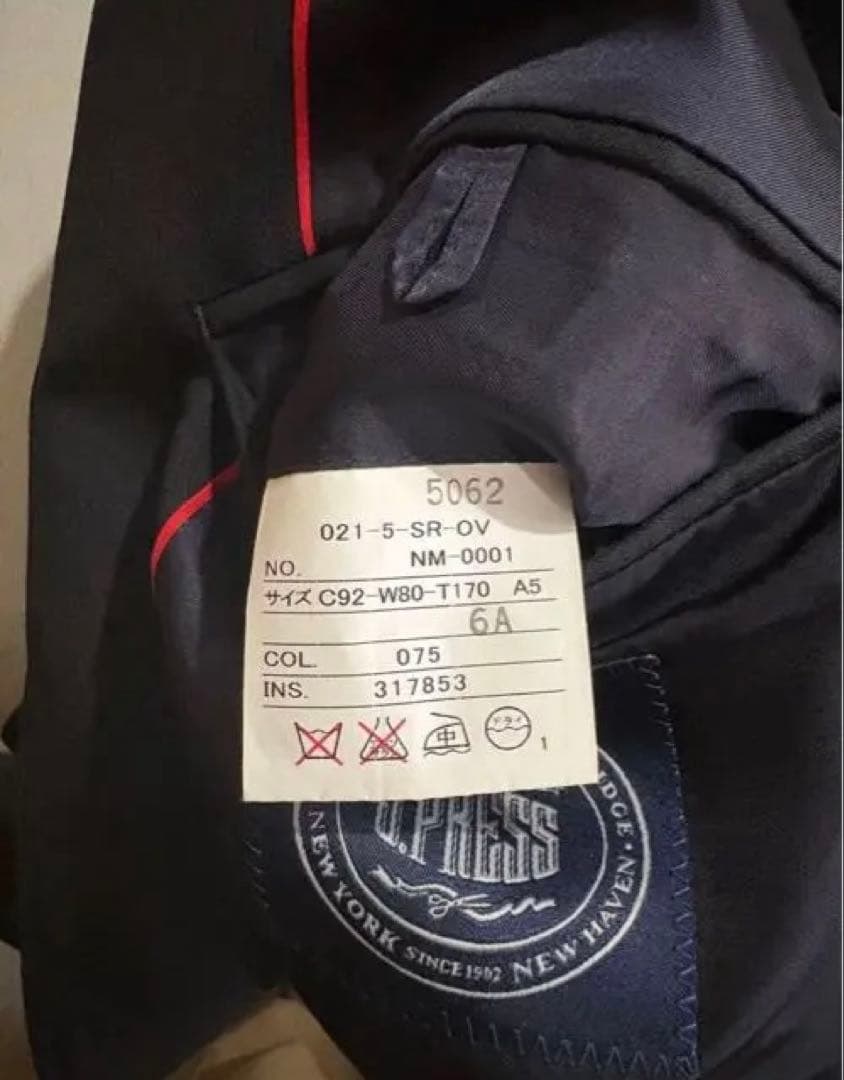 5062
021-5-SR-OV
NO. NM-0001
サイズ C92-W80-T170 A5
6A
COL. 075
INS. 317853
ドライ
中
1
PRESS
NEW YORK SINCE 1902 NEW HAVEN •